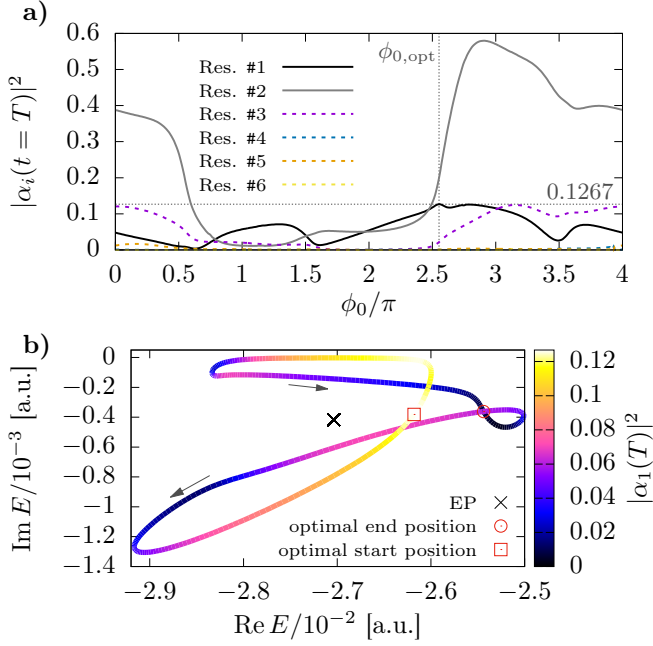 a)
0.6
0.5
0.4
0.3
0.2
0.1
0
|αᵢ(t = T)|²
ϕ₀,opt
Res. #1
Res. #2
Res. #3
Res. #4
Res. #5
Res. #6
0.1267
0 0.5 1 1.5 2 2.5 3 3.5 4
ϕ₀/π
b)
0
−0.2
−0.4
−0.6
−0.8
−1
−1.2
−1.4
Im E/10⁻³ [a.u.]
EP
optimal end position
optimal start position
−2.9 −2.8 −2.7 −2.6 −2.5
Re E/10⁻² [a.u.]
0.12
0.1
0.08
0.06
0.04
0.02
0
|α₁(T)|²